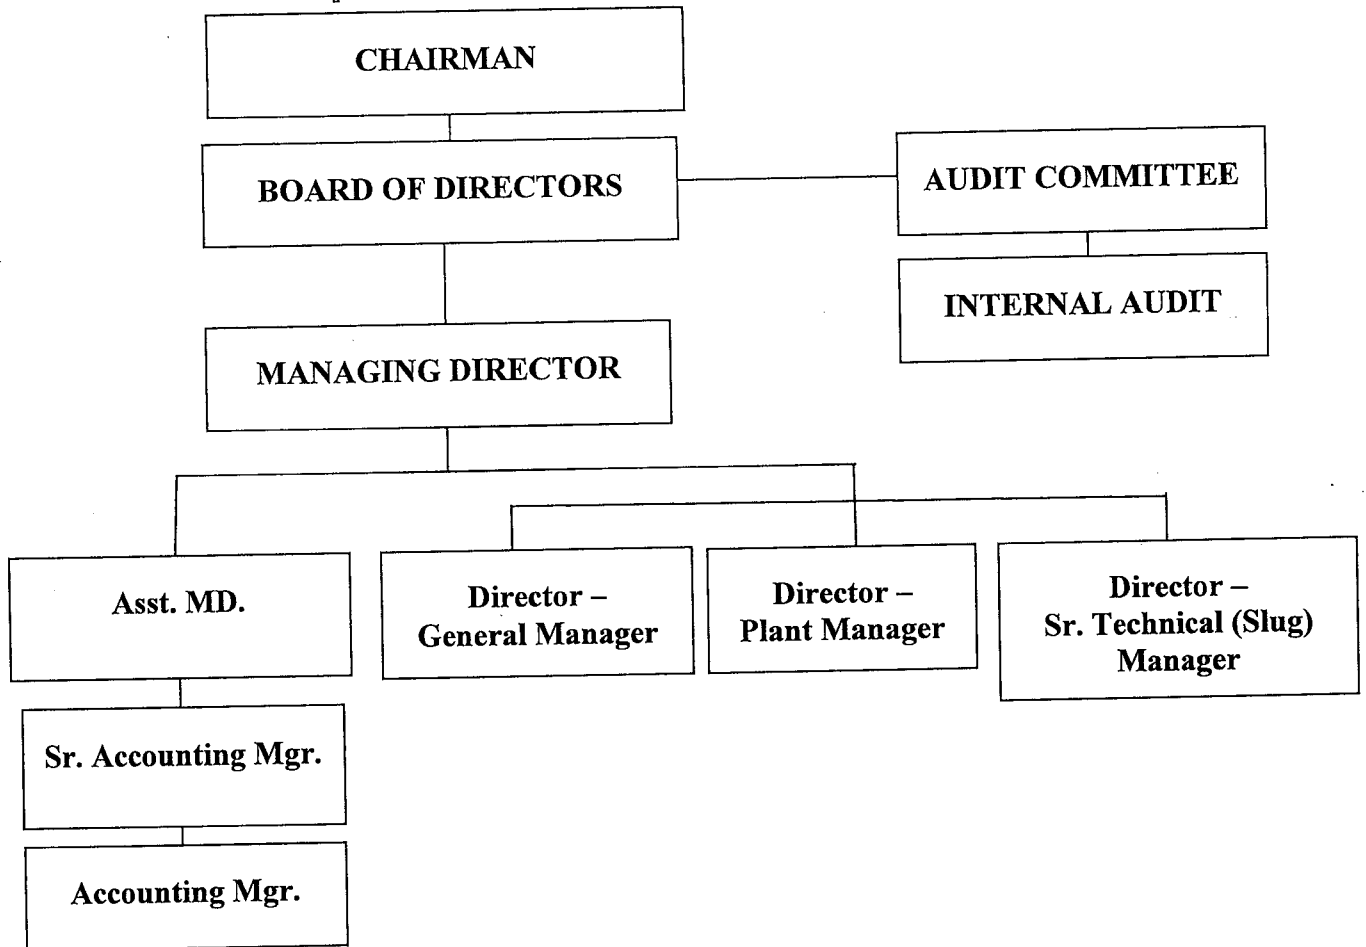 CHAIRMAN
BOARD OF DIRECTORS
AUDIT COMMITTEE
INTERNAL AUDIT
MANAGING DIRECTOR
Asst. MD.
Director –
General Manager
Director –
Plant Manager
Director –
Sr. Technical (Slug)
Manager
Sr. Accounting Mgr.
Accounting Mgr.